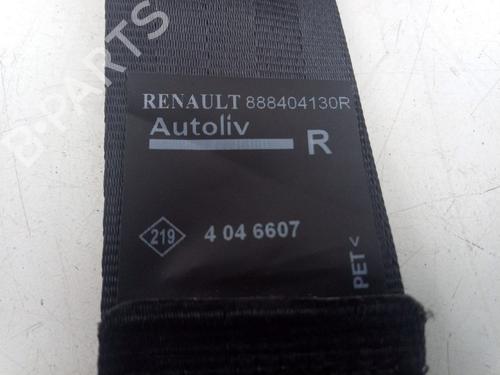 RENAULT 888404130R
Autoliv
R
219
4 04 6607
PET <
B-PARTS